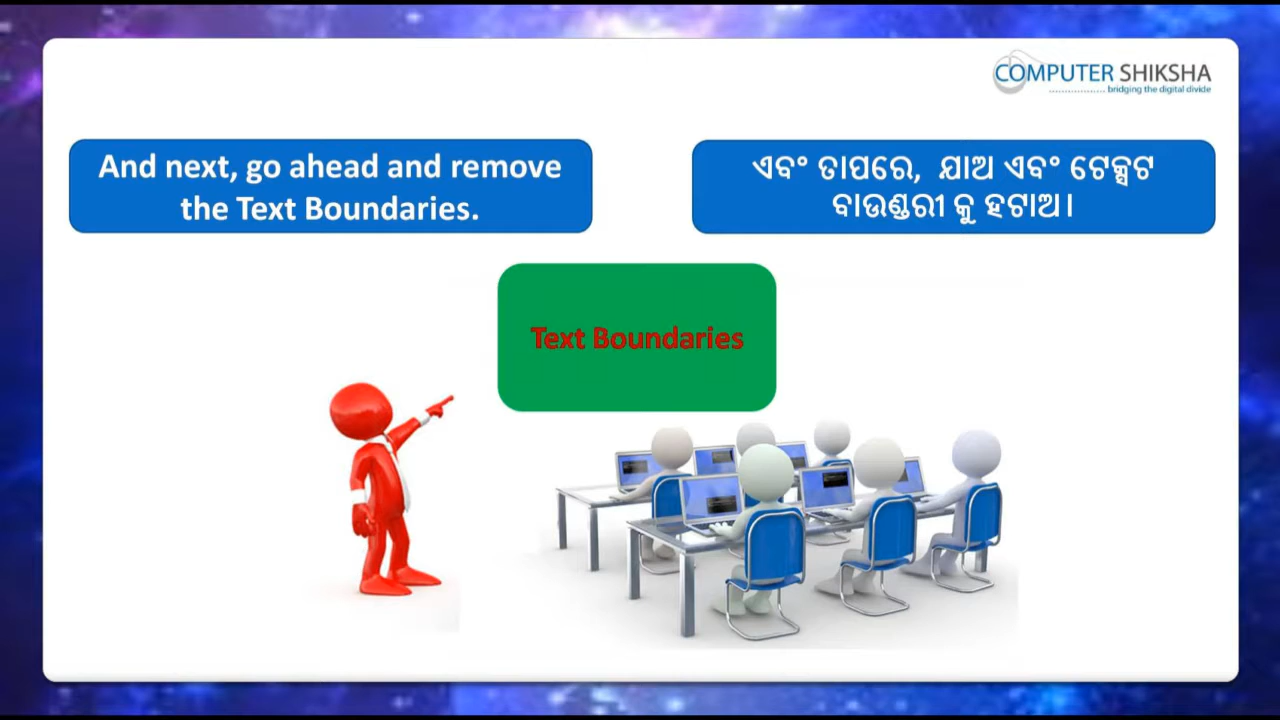 COMPUTER SHIKSHA
bridging the digital divide
And next, go ahead and remove
the Text Boundaries.
ଏବଂ ତାପରେ, ଯାଅ ଏବଂ ଟେକ୍ସଟ
ବାଉଣ୍ଡରୀ କୁ ହଟାଅ।
Text Boundaries